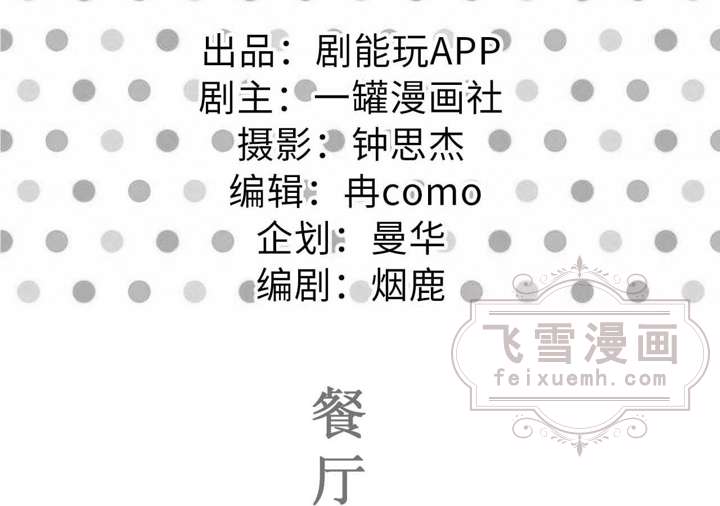 出品：剧能玩APP
剧主：一罐漫画社
摄影：钟思杰
编辑：冉como
企划：曼华
编剧：烟鹿
飞雪漫画
feixuemh.com
餐
厅